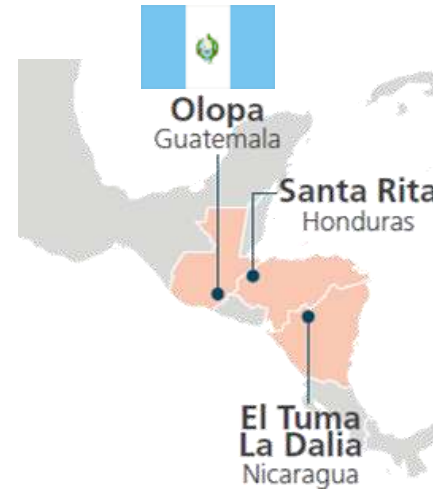 Olopa
Guatemala
Santa Rita
Honduras
El Tuma
La Dalia
Nicaragua